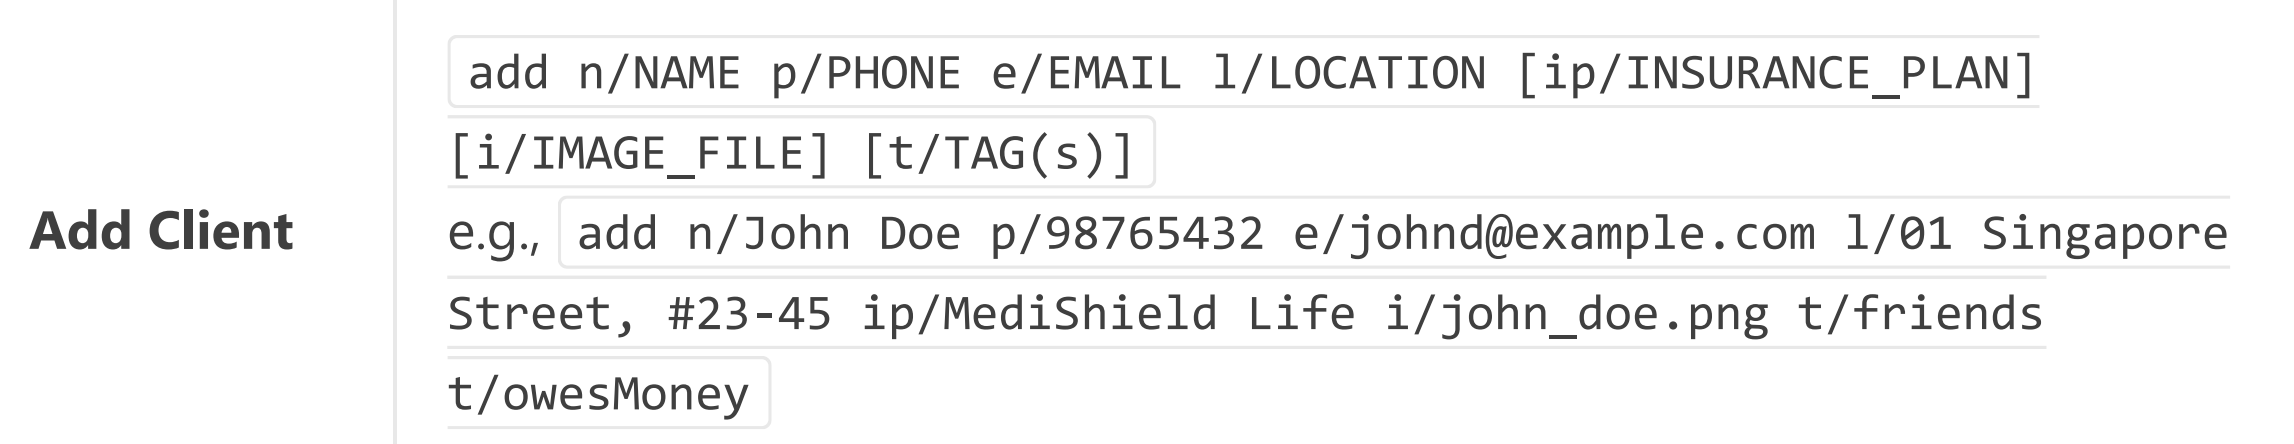 Add Client
add n/NAME p/PHONE e/EMAIL l/LOCATION [ip/INSURANCE_PLAN]
[i/IMAGE_FILE] [t/TAG(s)]
e.g., add n/John Doe p/98765432 e/johnd@example.com l/01 Singapore
Street, #23-45 ip/MediShield Life i/john_doe.png t/friends
t/owesMoney